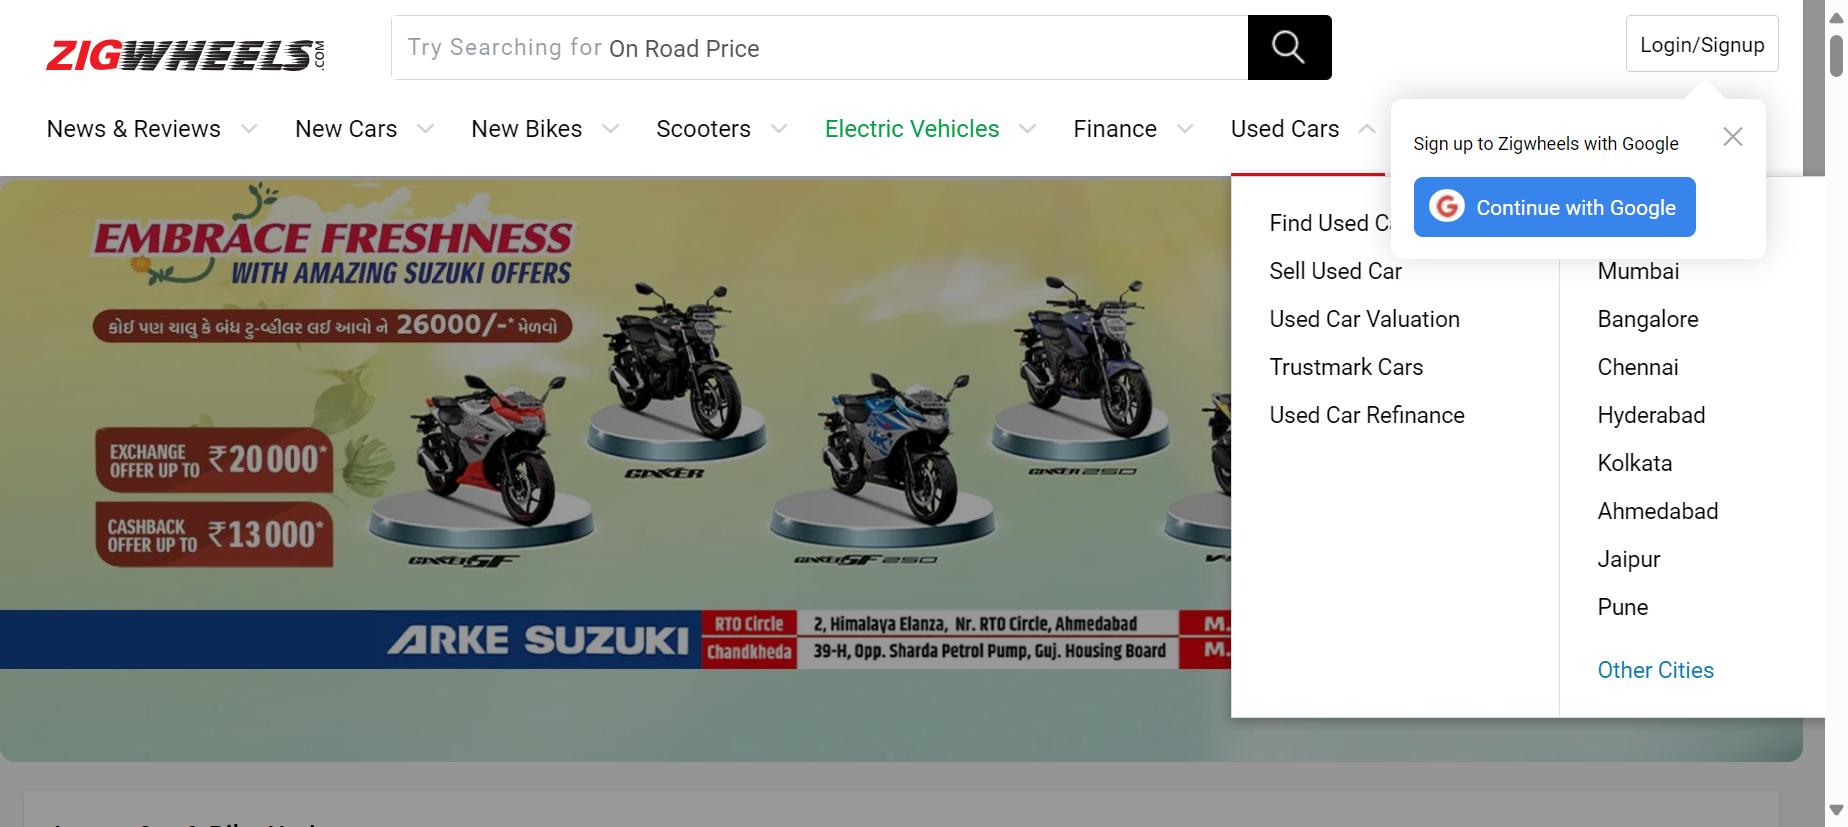 ZIGWHEELS.COM
Try Searching for On Road Price
Login/Signup
News & Reviews
New Cars
New Bikes
Scooters
Electric Vehicles
Finance
Used Cars
Sign up to Zigwheels with Google
Continue with Google
Find Used
Sell Used Car
Used Car Valuation
Trustmark Cars
Used Car Refinance
Mumbai
Bangalore
Chennai
Hyderabad
Kolkata
Ahmedabad
Jaipur
Pune
Other Cities
EMBRACE FRESHNESS
WITH AMAZING SUZUKI OFFERS
કોઈ પણ ચાલુ કે બંધ ટુ-વ્હીલર લઈ આવો ને 26000/-* મેળવો
EXCHANGE
OFFER UP TO ₹20000*
CASHBACK
OFFER UP TO ₹13000*
GIXXER
GIXXER 250
GIXXER SF
GIXXER SF 250
ARKE SUZUKI
RTO Circle
2, Himalaya Elanza, Nr. RTO Circle, Ahmedabad
M.
Chandkheda
39-H, Opp. Sharda Petrol Pump, Guj. Housing Board
M.